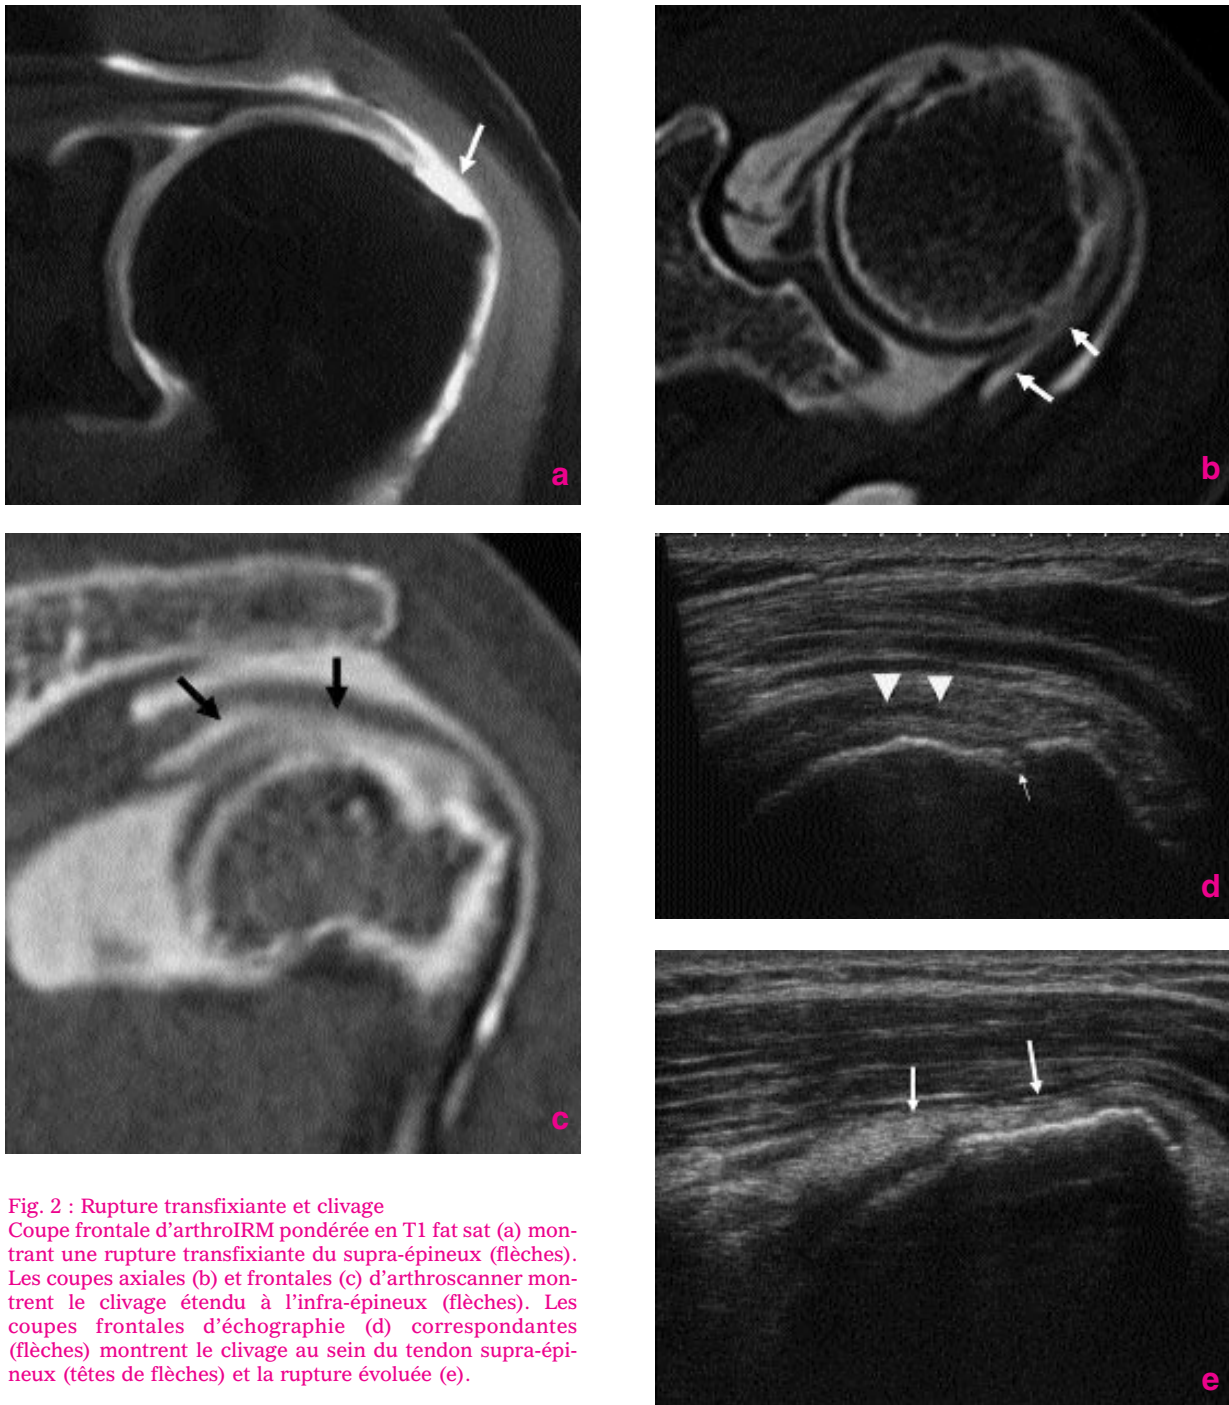 a
b
c
d
e
Fig. 2 : Rupture transfixiante et clivage
Coupe frontale d'arthroIRM pondérée en T1 fat sat (a) mon-
trant une rupture transfixiante du supra-épineux (flèches).
Les coupes axiales (b) et frontales (c) d'arthroscanner mon-
trent le clivage étendu à l'infra-épineux (flèches). Les
coupes frontales d'échographie (d) correspondantes
(flèches) montrent le clivage au sein du tendon supra-épi-
neux (têtes de flèches) et la rupture évoluée (e).